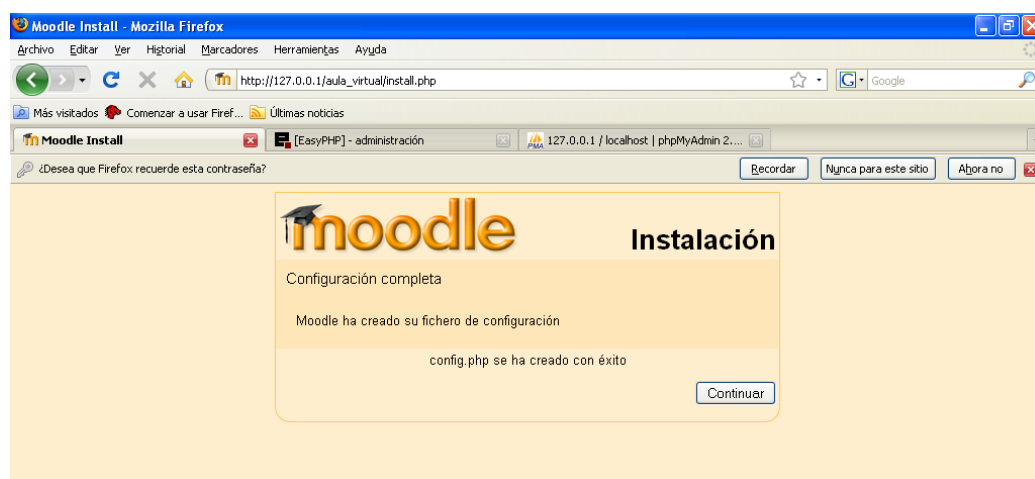 Moodle Install - Mozilla Firefox
Archivo Editar Ver Historial Marcadores Herramientas Ayuda
http://127.0.0.1/aula_virtual/install.php G Google
Más visitados Comenzar a usar Firef... Últimas noticias
Moodle Install [EasyPHP] - administración 127.0.0.1 / localhost | phpMyAdmin 2....
¿Desea que Firefox recuerde esta contraseña? Recordar Nunca para este sitio Ahora no
moodle Instalación
Configuración completa
Moodle ha creado su fichero de configuración
config.php se ha creado con éxito
Continuar